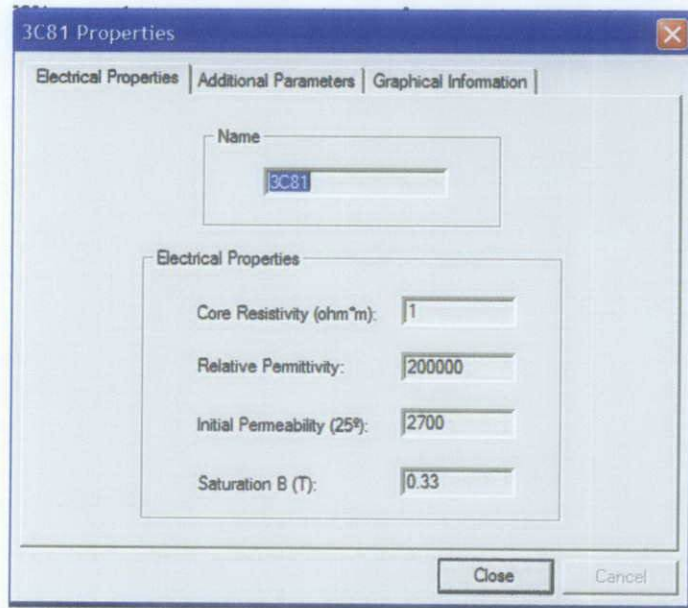 3C81 Properties
Electrical Properties
Additional Parameters
Graphical Information
Name
3C81
Electrical Properties
Core Resistivity (ohm*m):
1
Relative Permittivity:
200000
Initial Permeability (25º):
2700
Saturation B (T):
0.33
Close
Cancel